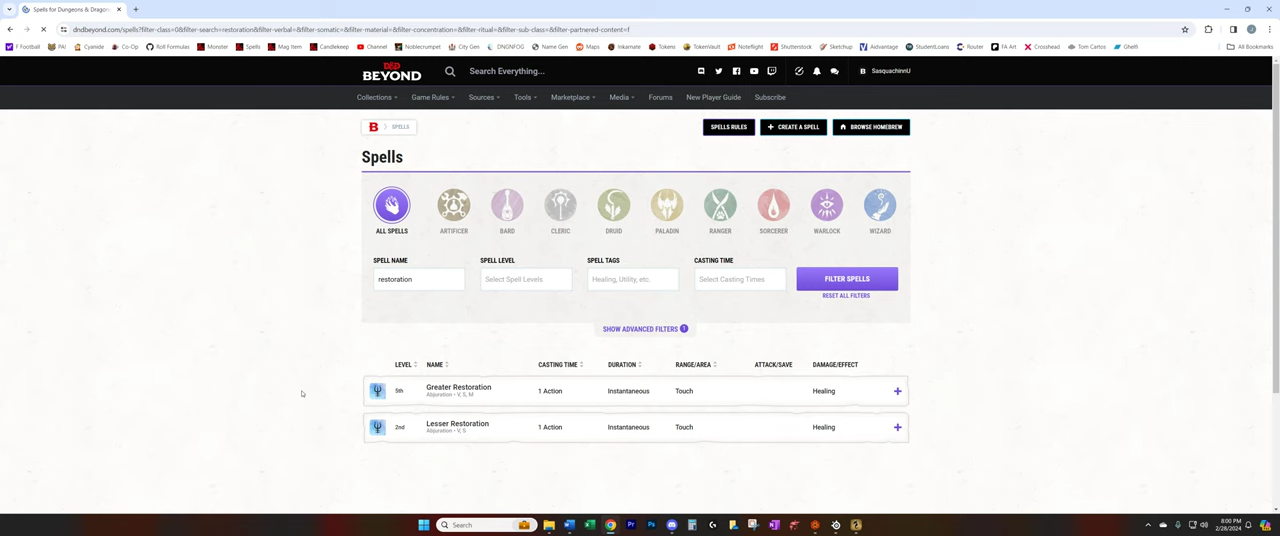 Spells for Dungeons & Dragons
dndbeyond.com/spells?filter-class=0&filter-search=restoration&filter-verbal=&filter-somatic=&filter-material=&filter-concentration=&filter-ritual=&filter-sub-class=&filter-partnered-content=f
F Football PAI Cyanide Co-Op Roll Formulas Monster Spells Mag Item Candlekeep Channel Noblecrumpet City Gen DNGNFOG Name Gen Maps Inkarnate Tokens TokenVault Noteflight Shutterstock Sketchup Aidvantage StudentLoans Router FA Art Crosshead Tom Cartos Ghelfi All Bookmarks
D&D BEYOND
Search Everything...
SasquachinnU
Collections Game Rules Sources Tools Marketplace Media Forums New Player Guide Subscribe
B SPELLS
SPELLS RULES + CREATE A SPELL BROWSE HOMEBREW
Spells
ALL SPELLS ARTIFICER BARD CLERIC DRUID PALADIN RANGER SORCERER WARLOCK WIZARD
SPELL NAME SPELL LEVEL SPELL TAGS CASTING TIME
restoration Select Spell Levels Healing, Utility, etc. Select Casting Times FILTER SPELLS
RESET ALL FILTERS
SHOW ADVANCED FILTERS 1
LEVEL NAME CASTING TIME DURATION RANGE/AREA ATTACK/SAVE DAMAGE/EFFECT
5th Greater Restoration 1 Action Instantaneous Touch Healing +
Abjuration • V, S, M
2nd Lesser Restoration 1 Action Instantaneous Touch Healing +
Abjuration • V, S
Search
8:00 PM
2/28/2024